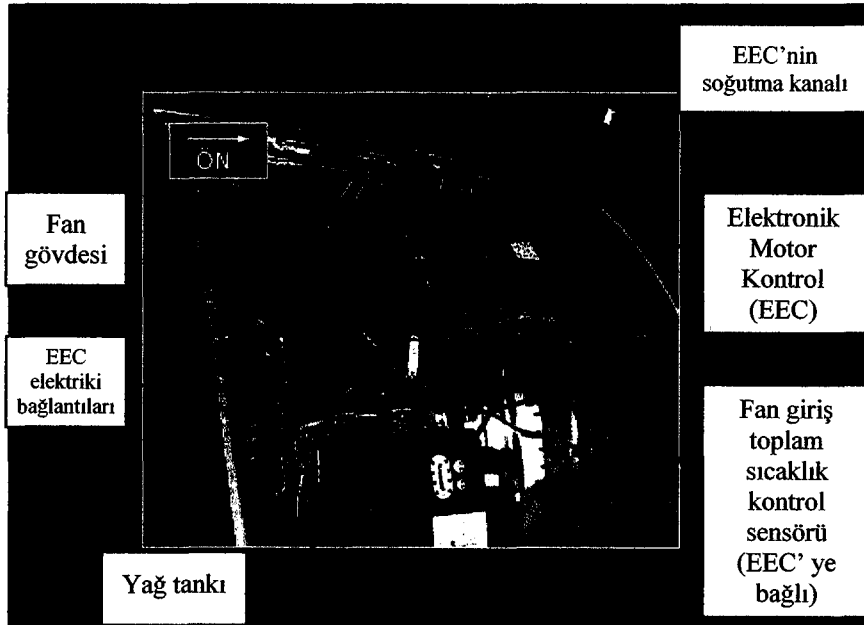 EEC’nin
soğutma kanalı
ÖN
Fan
gövdesi
Elektronik
Motor
Kontrol
(EEC)
EEC
elektriki
bağlantıları
Fan giriş
toplam
sıcaklık
kontrol
sensörü
(EEC’ ye
bağlı)
Yağ tankı